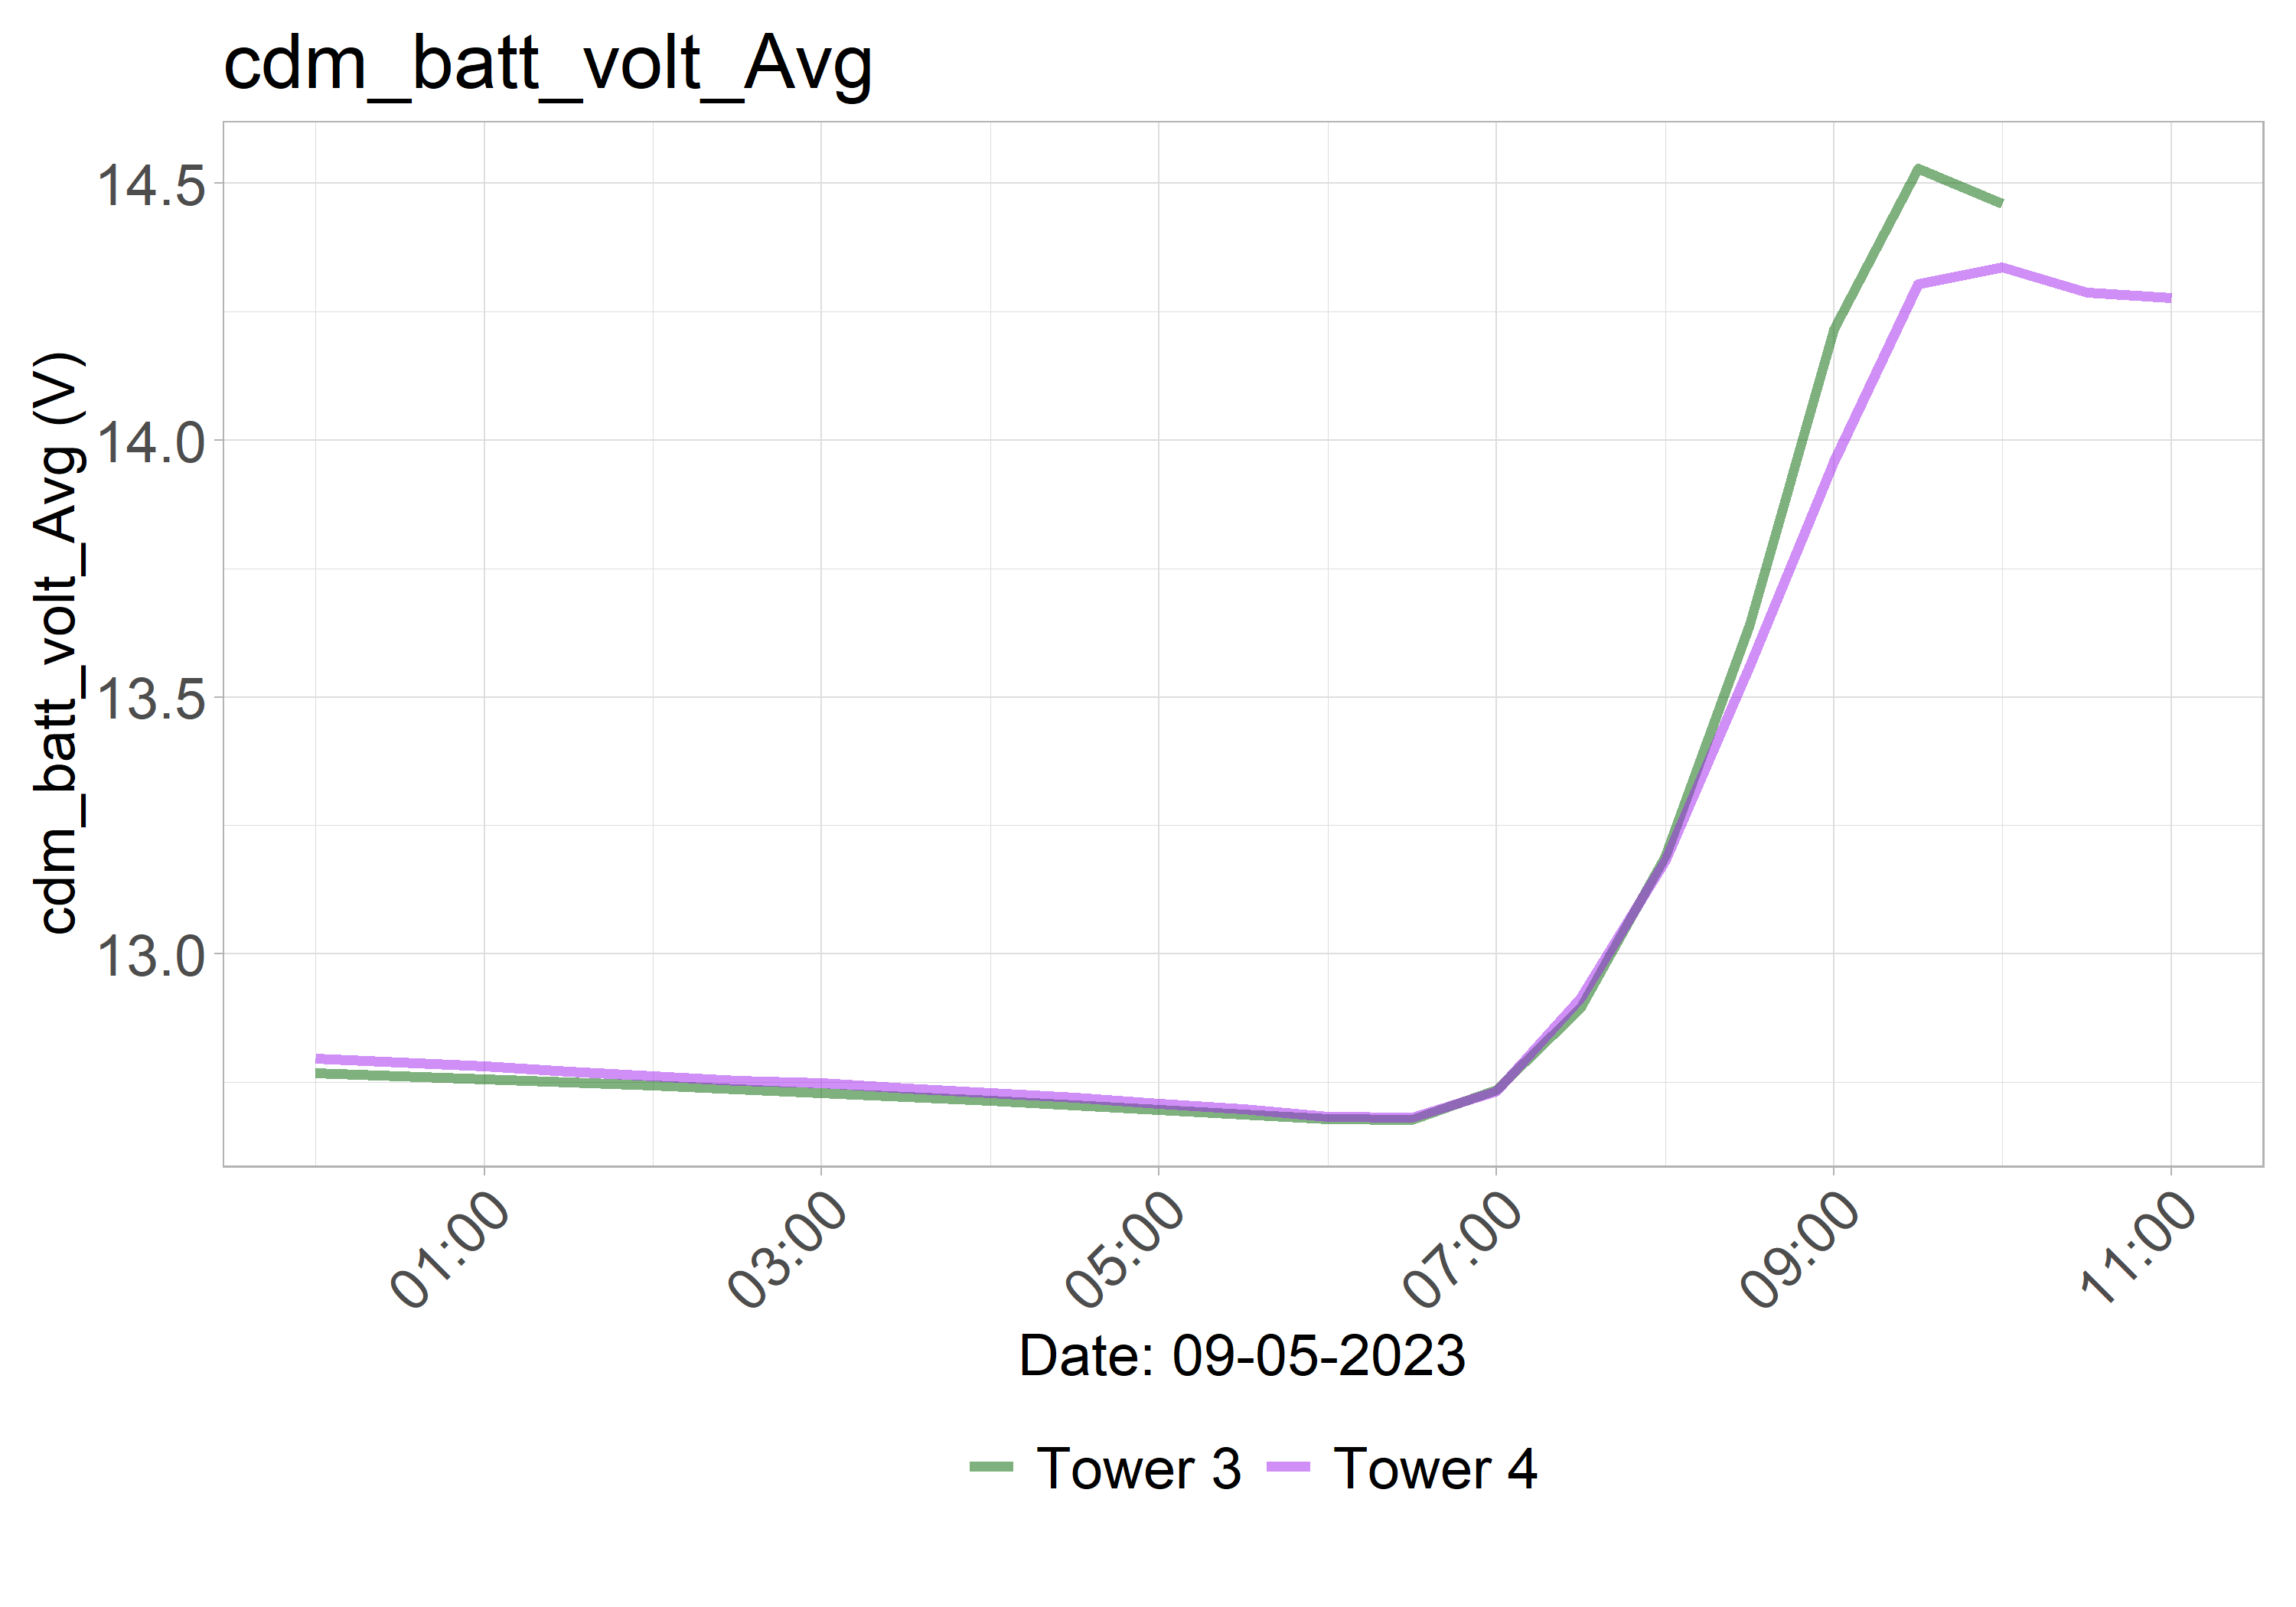 cdm_batt_volt_Avg
cdm_batt_volt_Avg (V)
14.5
14.0
13.5
13.0
01:00
03:00
05:00
07:00
09:00
11:00
Date: 09-05-2023
Tower 3
Tower 4